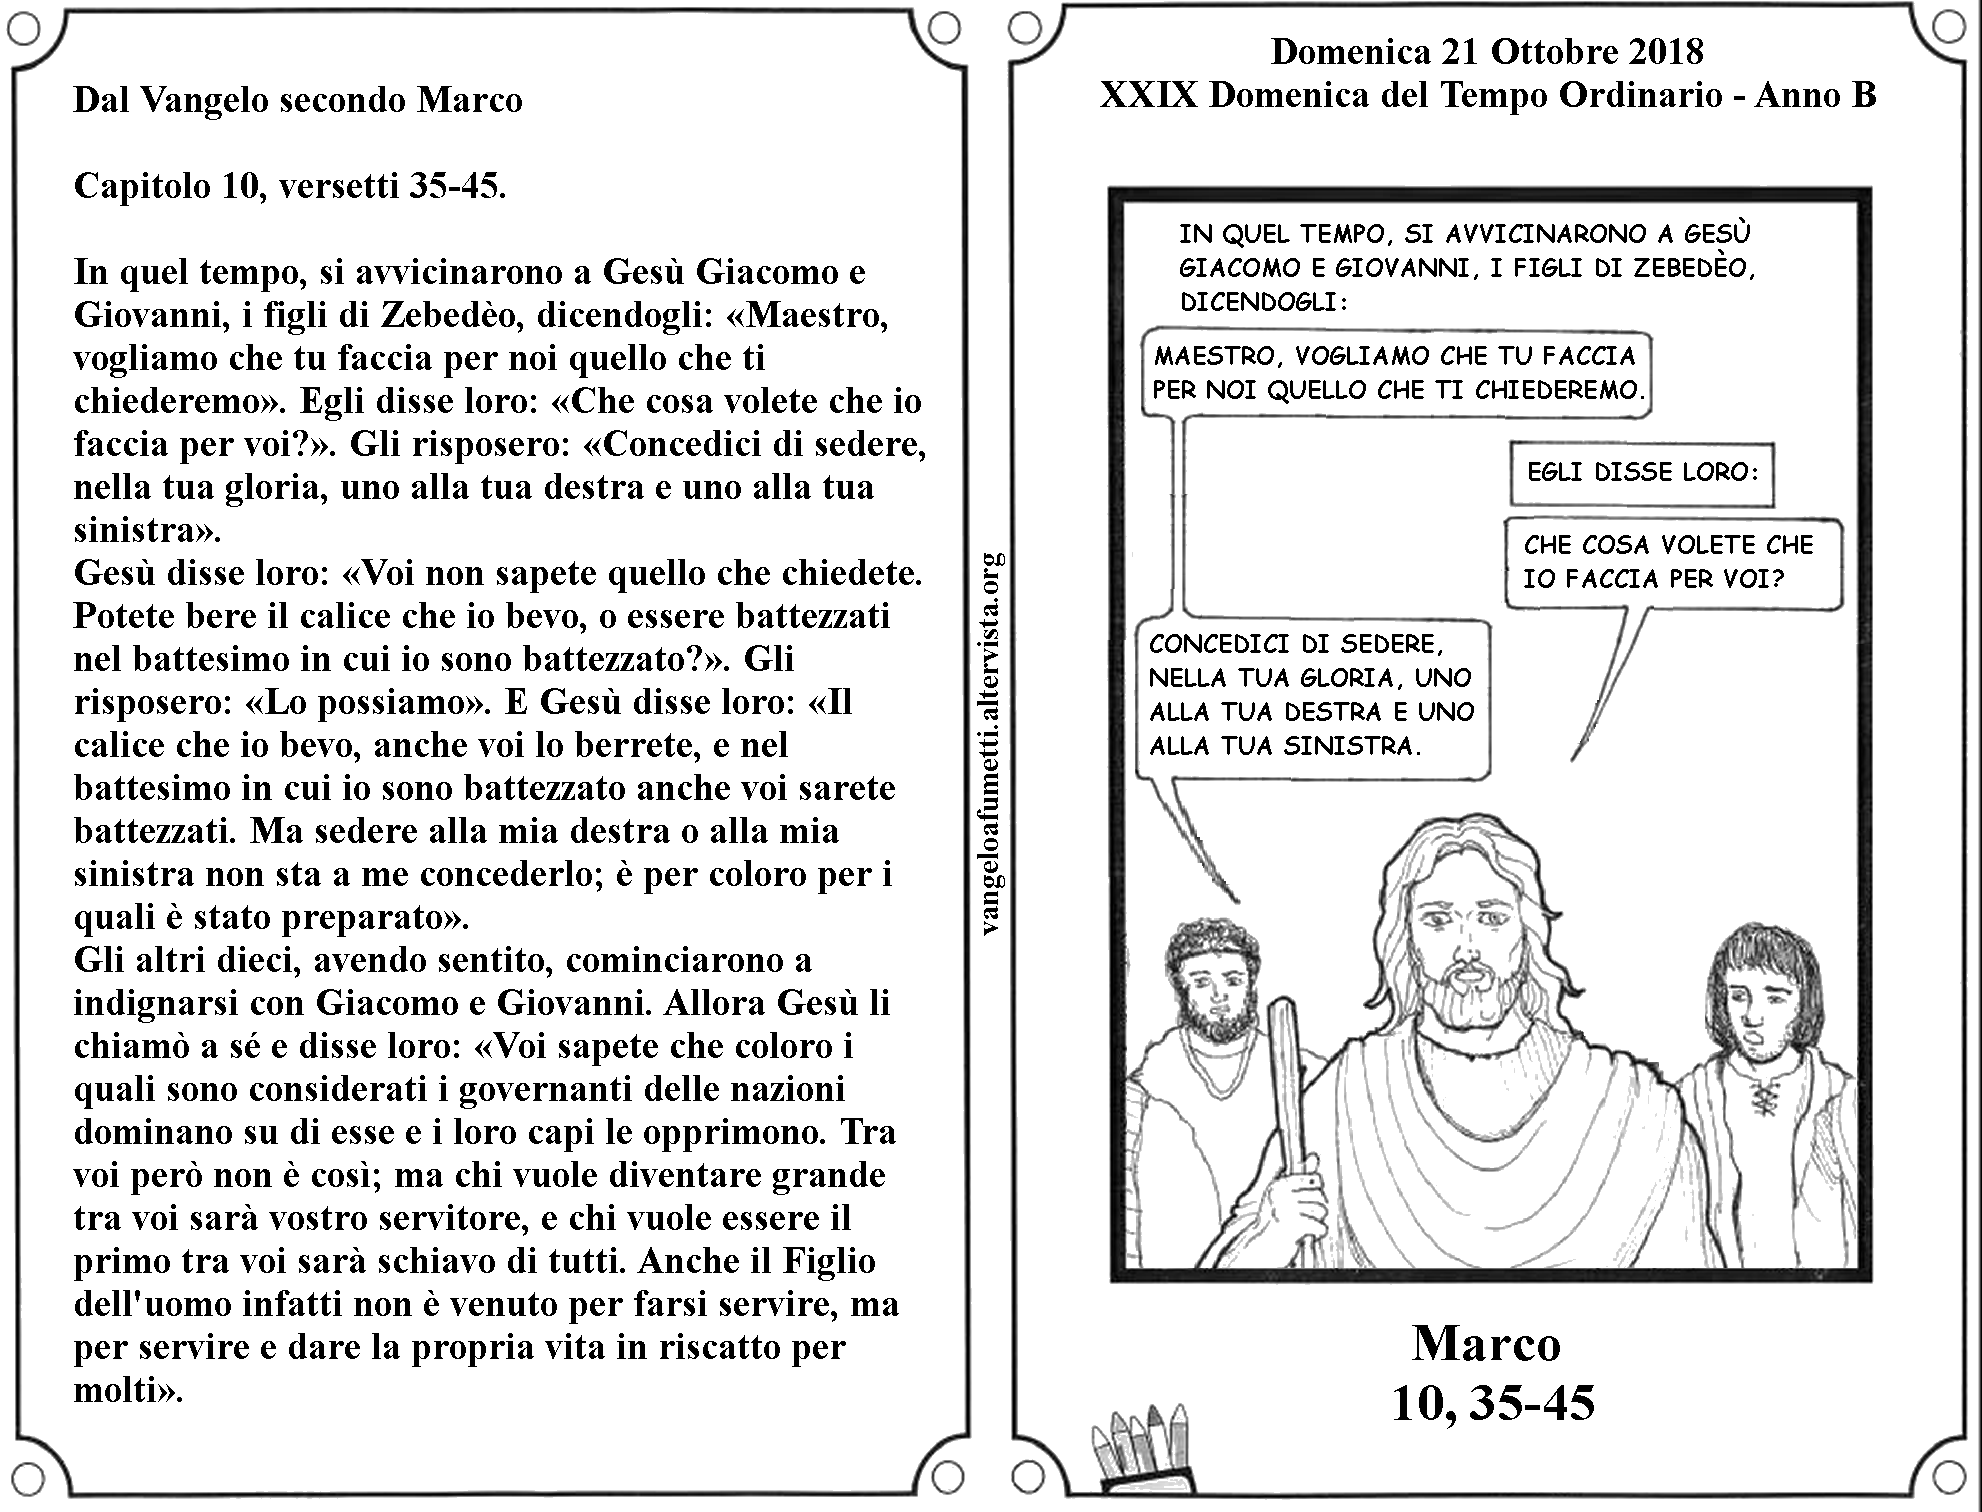 Dal Vangelo secondo Marco
Capitolo 10, versetti 35-45.
In quel tempo, si avvicinarono a Gesù Giacomo e
Giovanni, i figli di Zebedèo, dicendogli: «Maestro,
vogliamo che tu faccia per noi quello che ti
chiederemo». Egli disse loro: «Che cosa volete che io
faccia per voi?». Gli risposero: «Concedici di sedere,
nella tua gloria, uno alla tua destra e uno alla tua
sinistra».
Gesù disse loro: «Voi non sapete quello che chiedete.
Potete bere il calice che io bevo, o essere battezzati
nel battesimo in cui io sono battezzato?». Gli
risposero: «Lo possiamo». E Gesù disse loro: «Il
calice che io bevo, anche voi lo berrete, e nel
battesimo in cui io sono battezzato anche voi sarete
battezzati. Ma sedere alla mia destra o alla mia
sinistra non sta a me concederlo; è per coloro per i
quali è stato preparato».
Gli altri dieci, avendo sentito, cominciarono a
indignarsi con Giacomo e Giovanni. Allora Gesù li
chiamò a sé e disse loro: «Voi sapete che coloro i
quali sono considerati i governanti delle nazioni
dominano su di esse e i loro capi le opprimono. Tra
voi però non è così; ma chi vuole diventare grande
tra voi sarà vostro servitore, e chi vuole essere il
primo tra voi sarà schiavo di tutti. Anche il Figlio
dell'uomo infatti non è venuto per farsi servire, ma
per servire e dare la propria vita in riscatto per
molti».
vangeloafumetti.altervista.org
Domenica 21 Ottobre 2018
XXIX Domenica del Tempo Ordinario - Anno B
IN QUEL TEMPO, SI AVVICINARONO A GESÙ
GIACOMO E GIOVANNI, I FIGLI DI ZEBEDÈO,
DICENDOGLI:
MAESTRO, VOGLIAMO CHE TU FACCIA
PER NOI QUELLO CHE TI CHIEDEREMO.
EGLI DISSE LORO:
CHE COSA VOLETE CHE
IO FACCIA PER VOI?
CONCEDICI DI SEDERE,
NELLA TUA GLORIA, UNO
ALLA TUA DESTRA E UNO
ALLA TUA SINISTRA.
Marco
10, 35-45